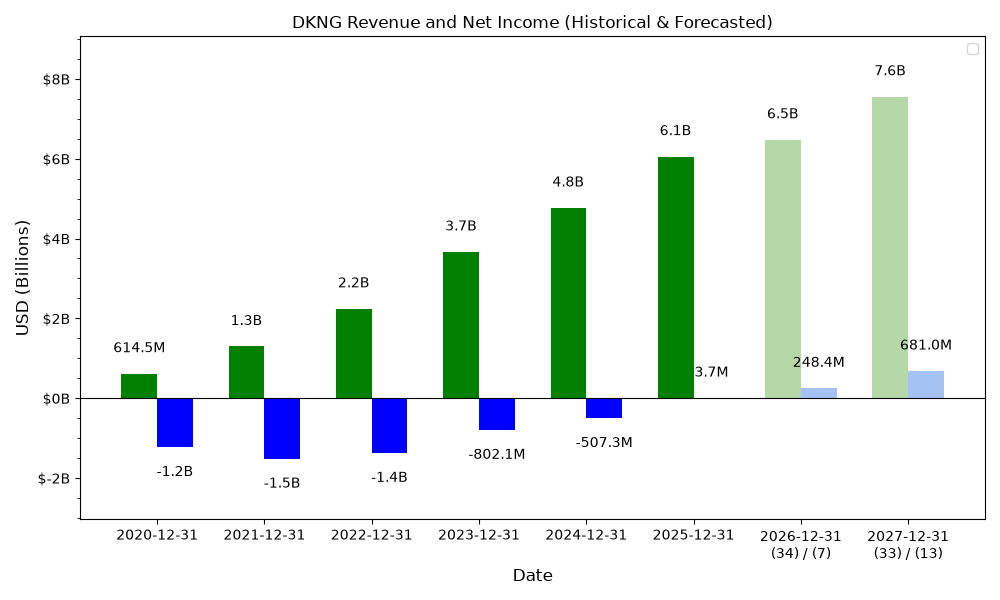 DKNG Revenue and Net Income (Historical & Forecasted)
USD (Billions)
$8B
$6B
$4B
$2B
$0B
$-2B
614.5M
1.3B
2.2B
3.7B
4.8B
6.1B
6.5B
7.6B
-1.2B
-1.5B
-1.4B
-802.1M
-507.3M
3.7M
248.4M
681.0M
2020-12-31
2021-12-31
2022-12-31
2023-12-31
2024-12-31
2025-12-31
2026-12-31
(34) / (7)
2027-12-31
(33) / (13)
Date